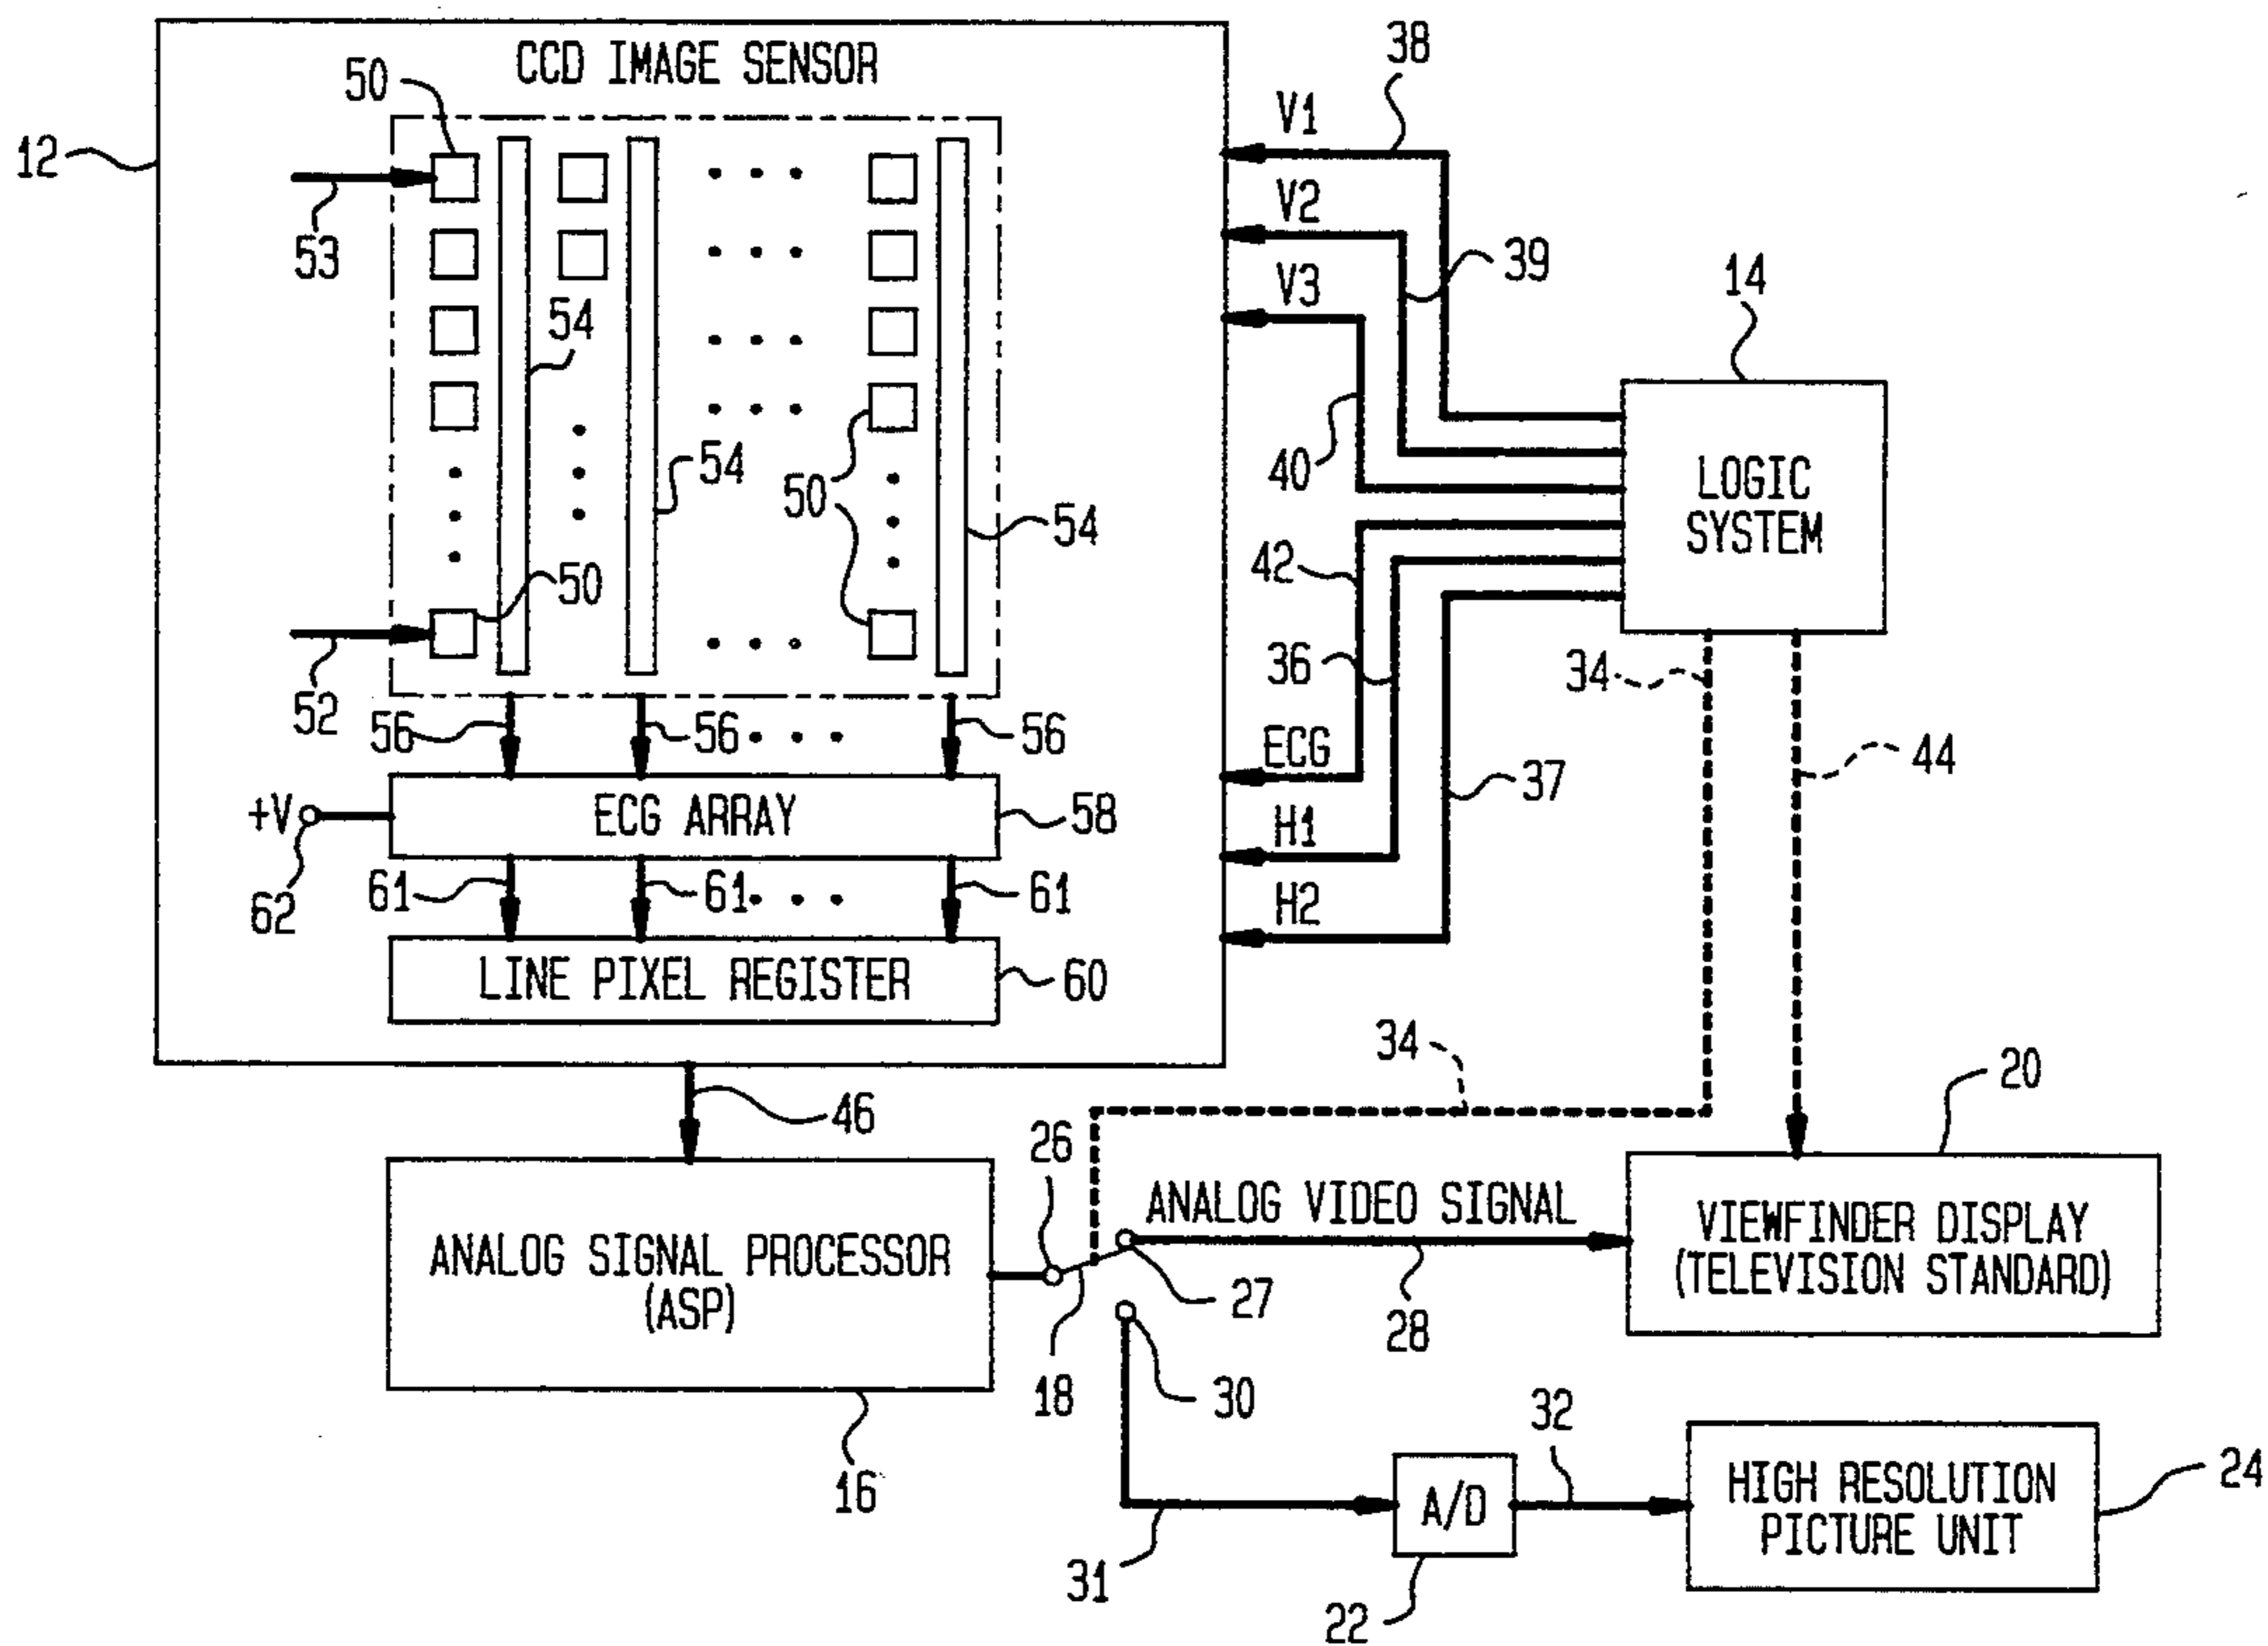 CCD IMAGE SENSOR
38
50
V1
12
V2
53
39
14
V3
54
54
40
50
54
LOGIC
SYSTEM
42
50
36
34
52
56
56
56
ECG
44
37
+V
ECG ARRAY
58
H1
61
61
61
62
H2
LINE PIXEL REGISTER
60
34
20
46
26
ANALOG VIDEO SIGNAL
VIEWFINDER DISPLAY
(TELEVISION STANDARD)
ANALOG SIGNAL PROCESSOR
(ASP)
27
28
18
30
32
16
A/D
HIGH RESOLUTION
PICTURE UNIT
24
31
22